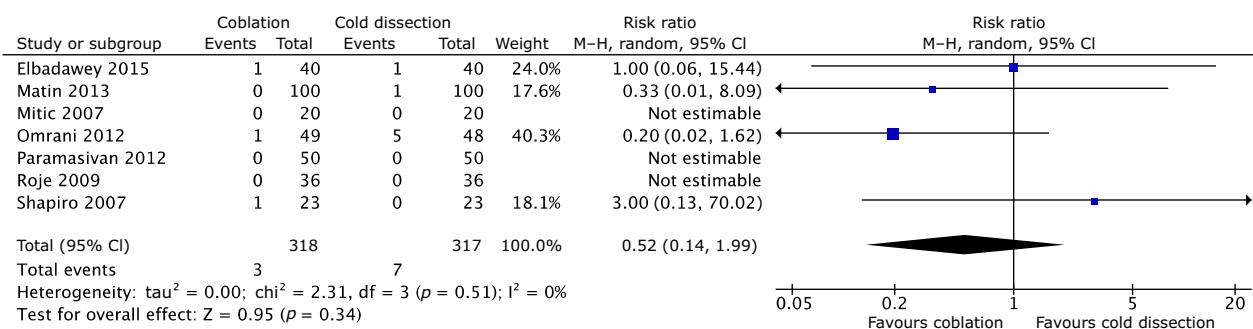 Coblation Cold dissection Risk ratio Risk ratio
Study or subgroup Events Total Events Total Weight M–H, random, 95% CI M–H, random, 95% CI
Elbadawey 2015 1 40 1 40 24.0% 1.00 (0.06, 15.44)
Matin 2013 0 100 1 100 17.6% 0.33 (0.01, 8.09)
Mitic 2007 0 20 0 20 Not estimable
Omrani 2012 1 49 5 48 40.3% 0.20 (0.02, 1.62)
Paramasivan 2012 0 50 0 50 Not estimable
Roje 2009 0 36 0 36 Not estimable
Shapiro 2007 1 23 0 23 18.1% 3.00 (0.13, 70.02)
Total (95% CI) 318 317 100.0% 0.52 (0.14, 1.99)
Total events 3 7
Heterogeneity: tau² = 0.00; chi² = 2.31, df = 3 (p = 0.51); I² = 0%
Test for overall effect: Z = 0.95 (p = 0.34)
0.05 0.2 1 5 20
Favours coblation Favours cold dissection